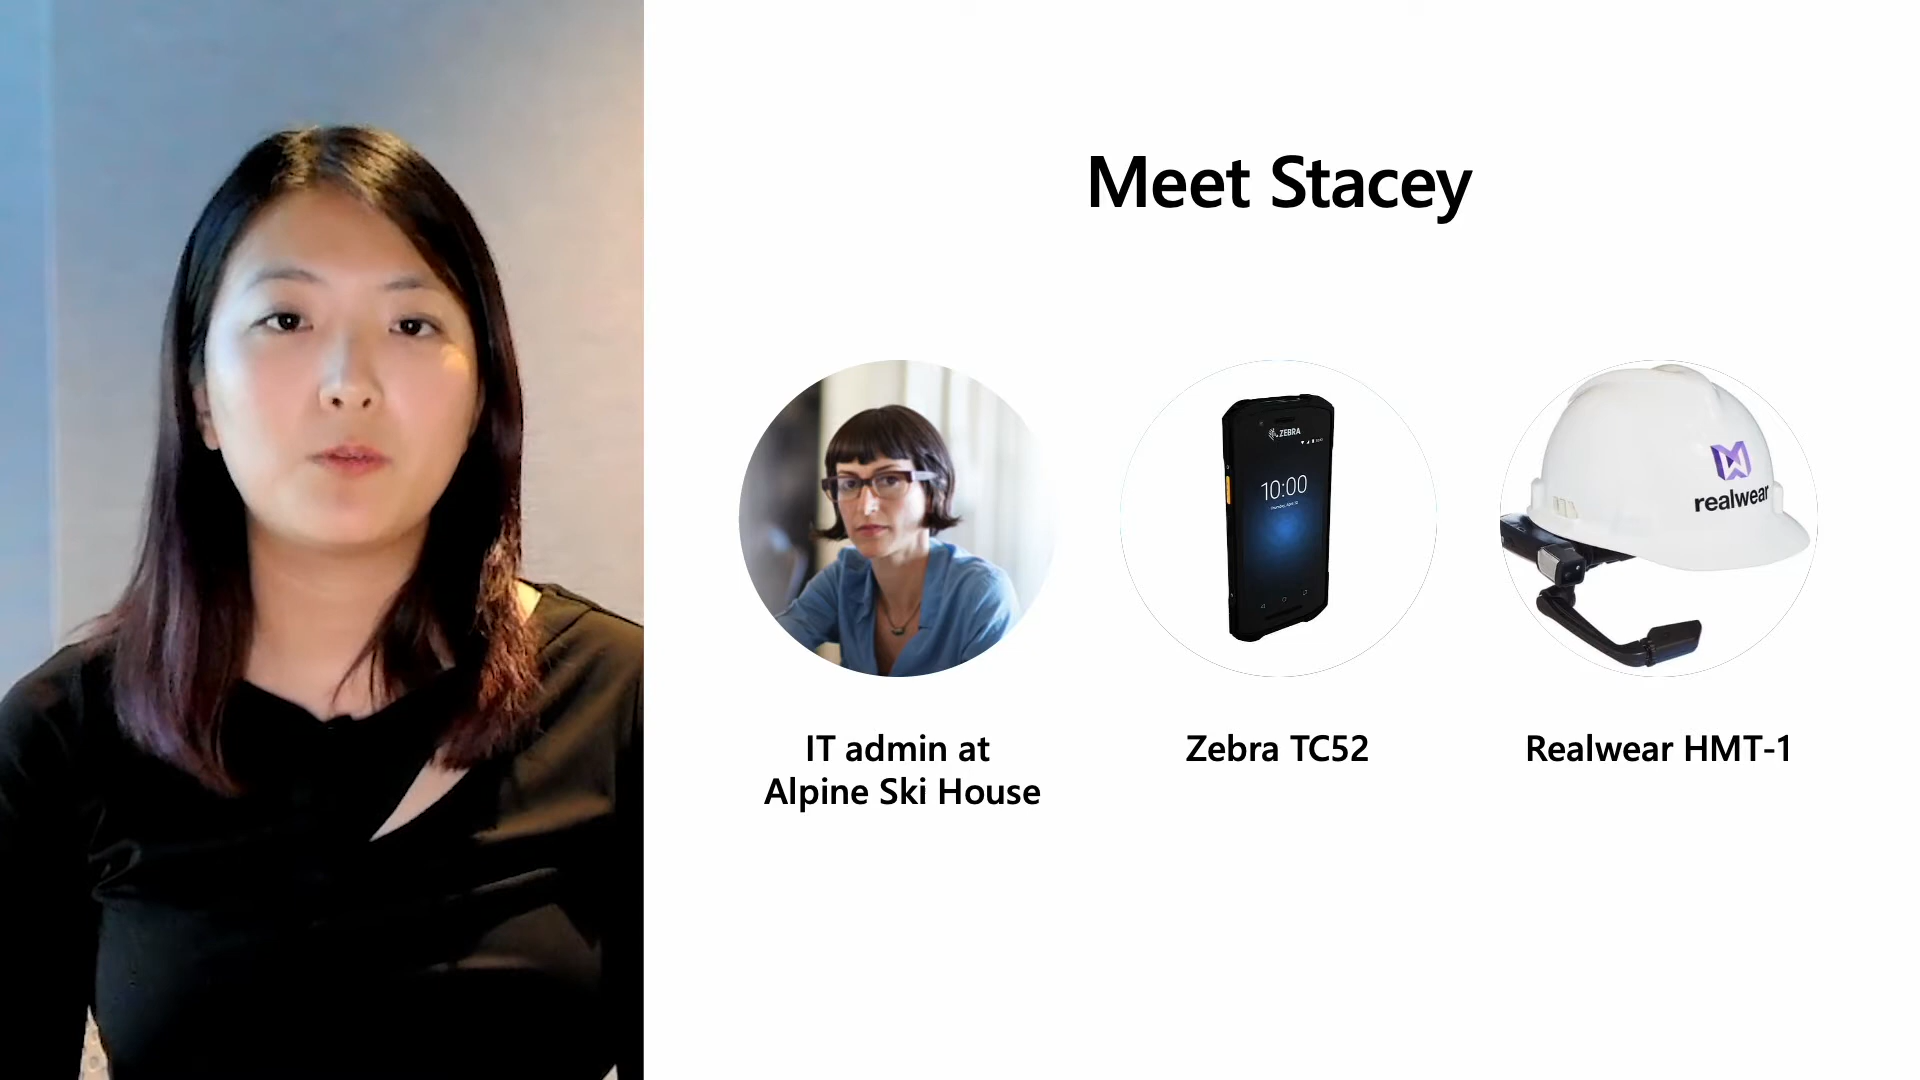 Meet Stacey
ZEBRA
10:00
realwear
IT admin at
Alpine Ski House
Zebra TC52
Realwear HMT-1